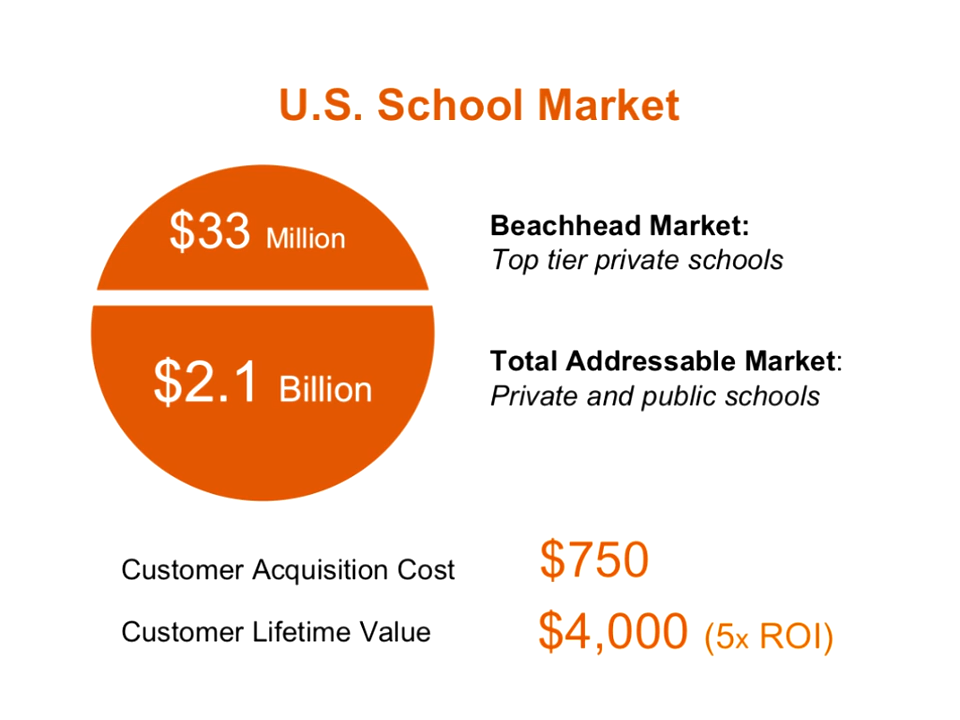 U.S. School Market
$33 Million
Beachhead Market:
Top tier private schools
$2.1 Billion
Total Addressable Market:
Private and public schools
Customer Acquisition Cost
$750
Customer Lifetime Value
$4,000 (5x ROI)